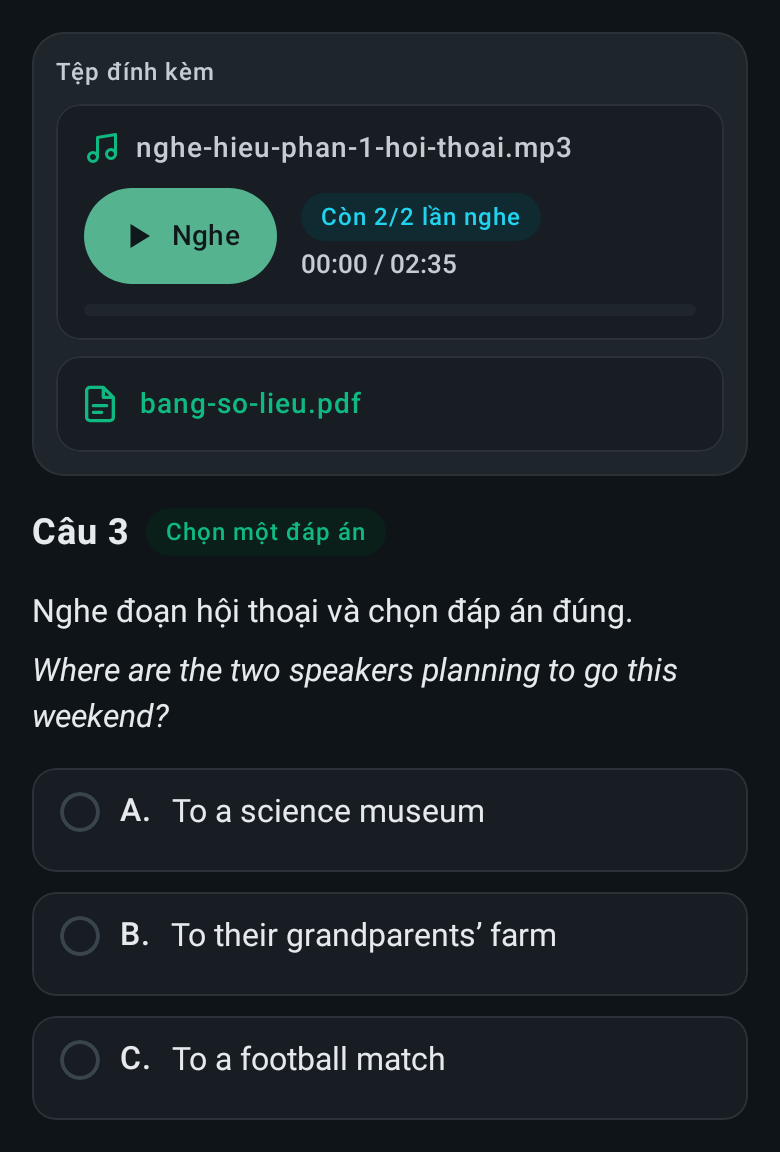 Tệp đính kèm
nghe-hieu-phan-1-hoi-thoai.mp3
Nghe
Còn 2/2 lần nghe
00:00 / 02:35
bang-so-lieu.pdf
Câu 3 Chọn một đáp án
Nghe đoạn hội thoại và chọn đáp án đúng.
Where are the two speakers planning to go this
weekend?
A. To a science museum
B. To their grandparents’ farm
C. To a football match